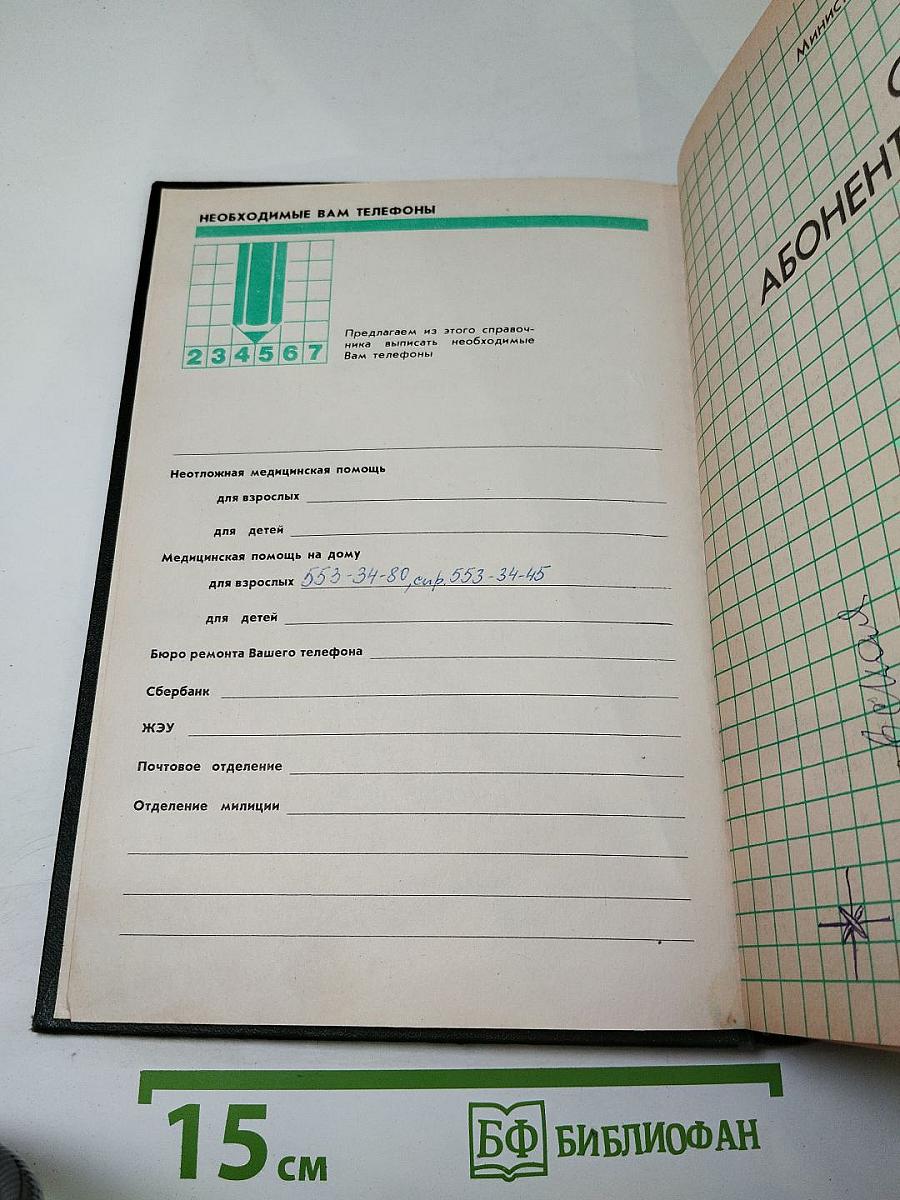 НЕОБХОДИМЫЕ ВАМ ТЕЛЕФОНЫ
2 3 4 5 6 7
Предлагаем из этого справоч-
ника выписать необходимые
Вам телефоны
Неотложная медицинская помощь
для взрослых
для детей
Медицинская помощь на дому
для взрослых 553-34-80, спр. 553-34-45
для детей
Бюро ремонта Вашего телефона
Сбербанк
ЖЭУ
Почтовое отделение
Отделение милиции
Минис
АБОНЕНТ
15 см
БФ БИБЛИОФАН